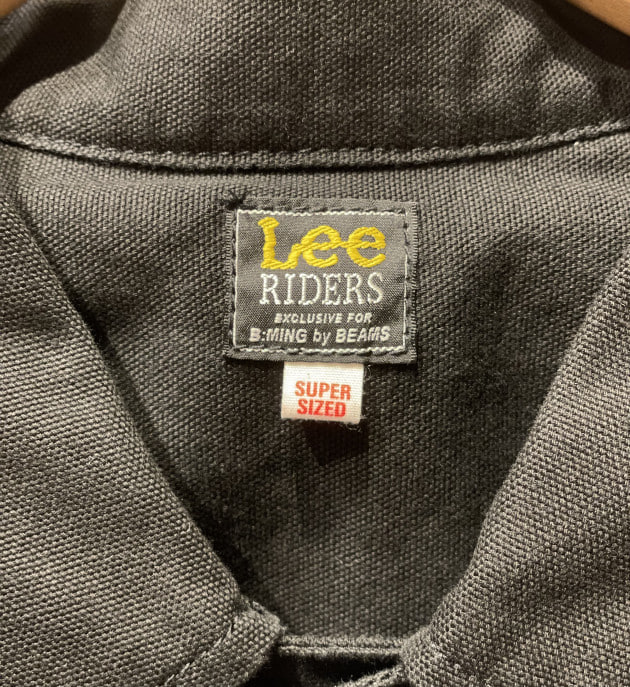 Lee
RIDERS
EXCLUSIVE FOR
B:MING by BEAMS
SUPER
SIZED